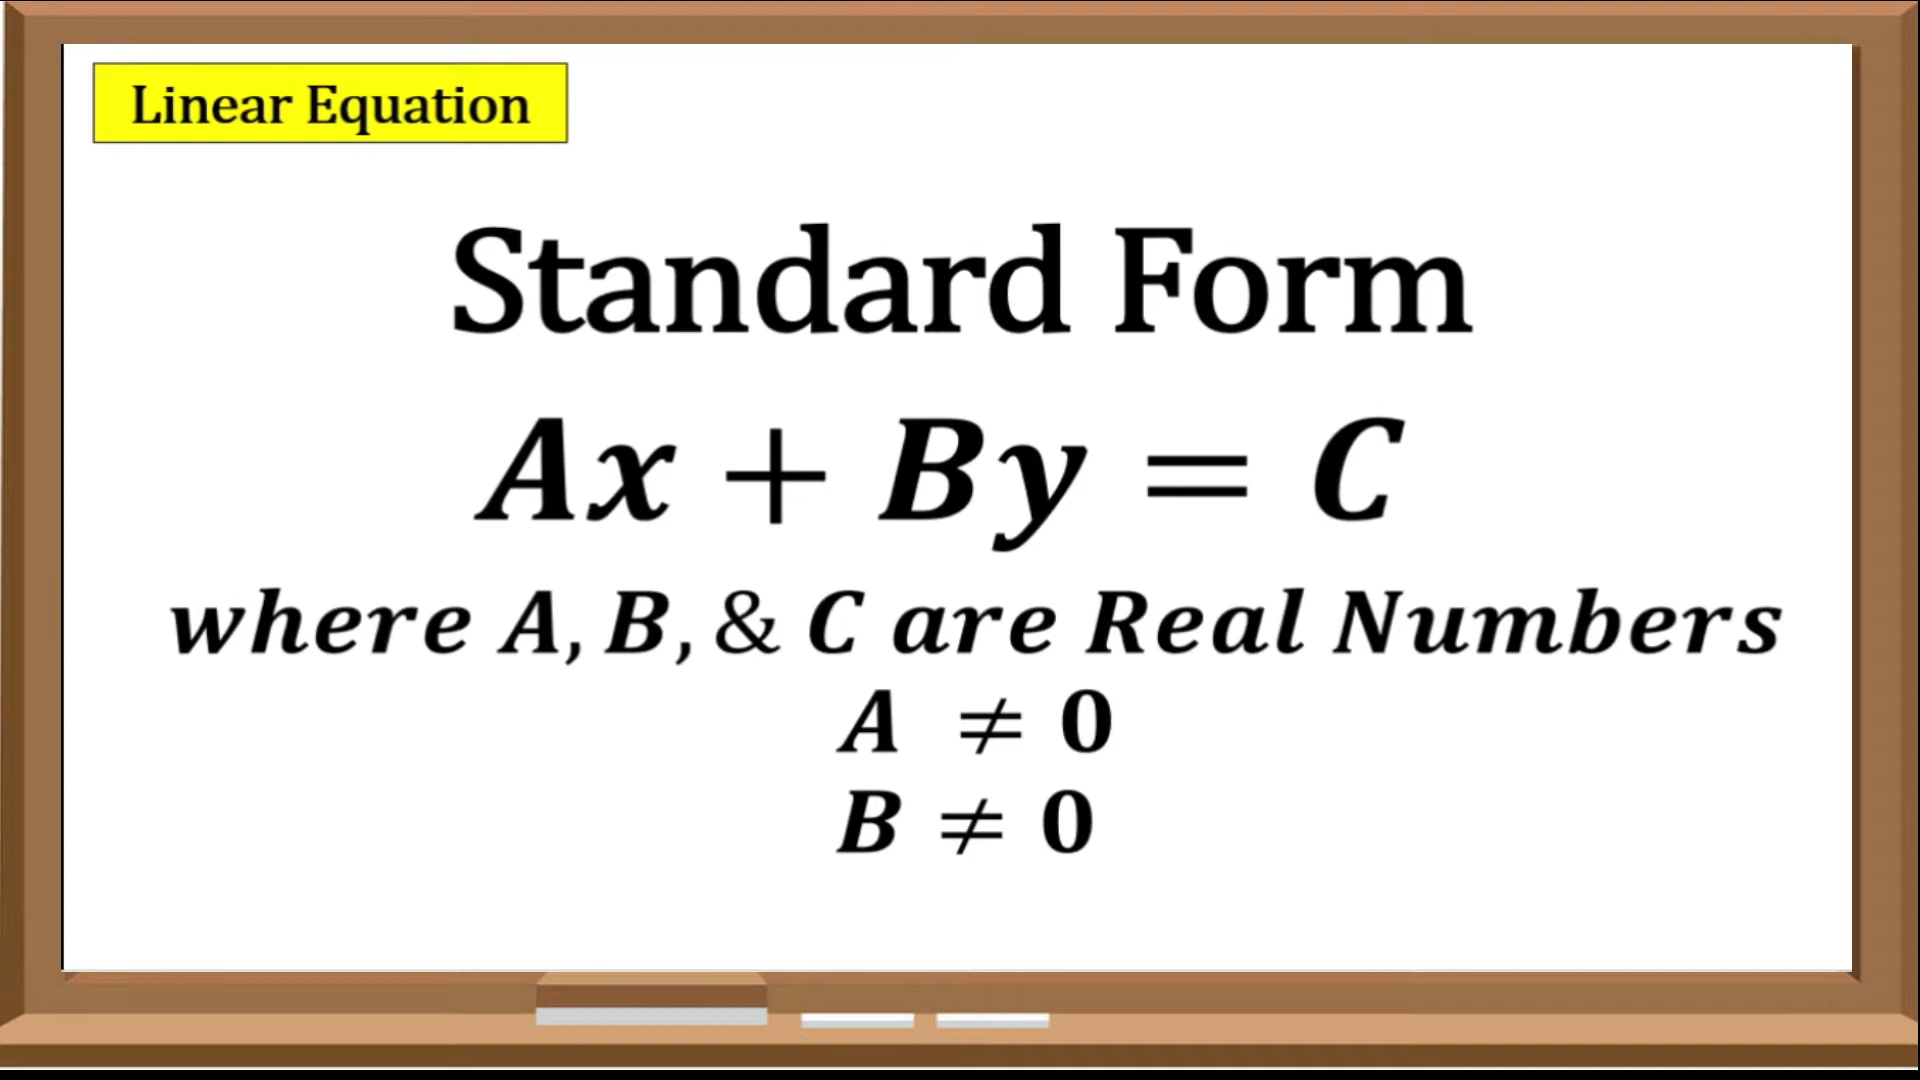 Linear Equation
Standard Form
Ax + By = C
where A, B, & C are Real Numbers
A ≠ 0
B ≠ 0